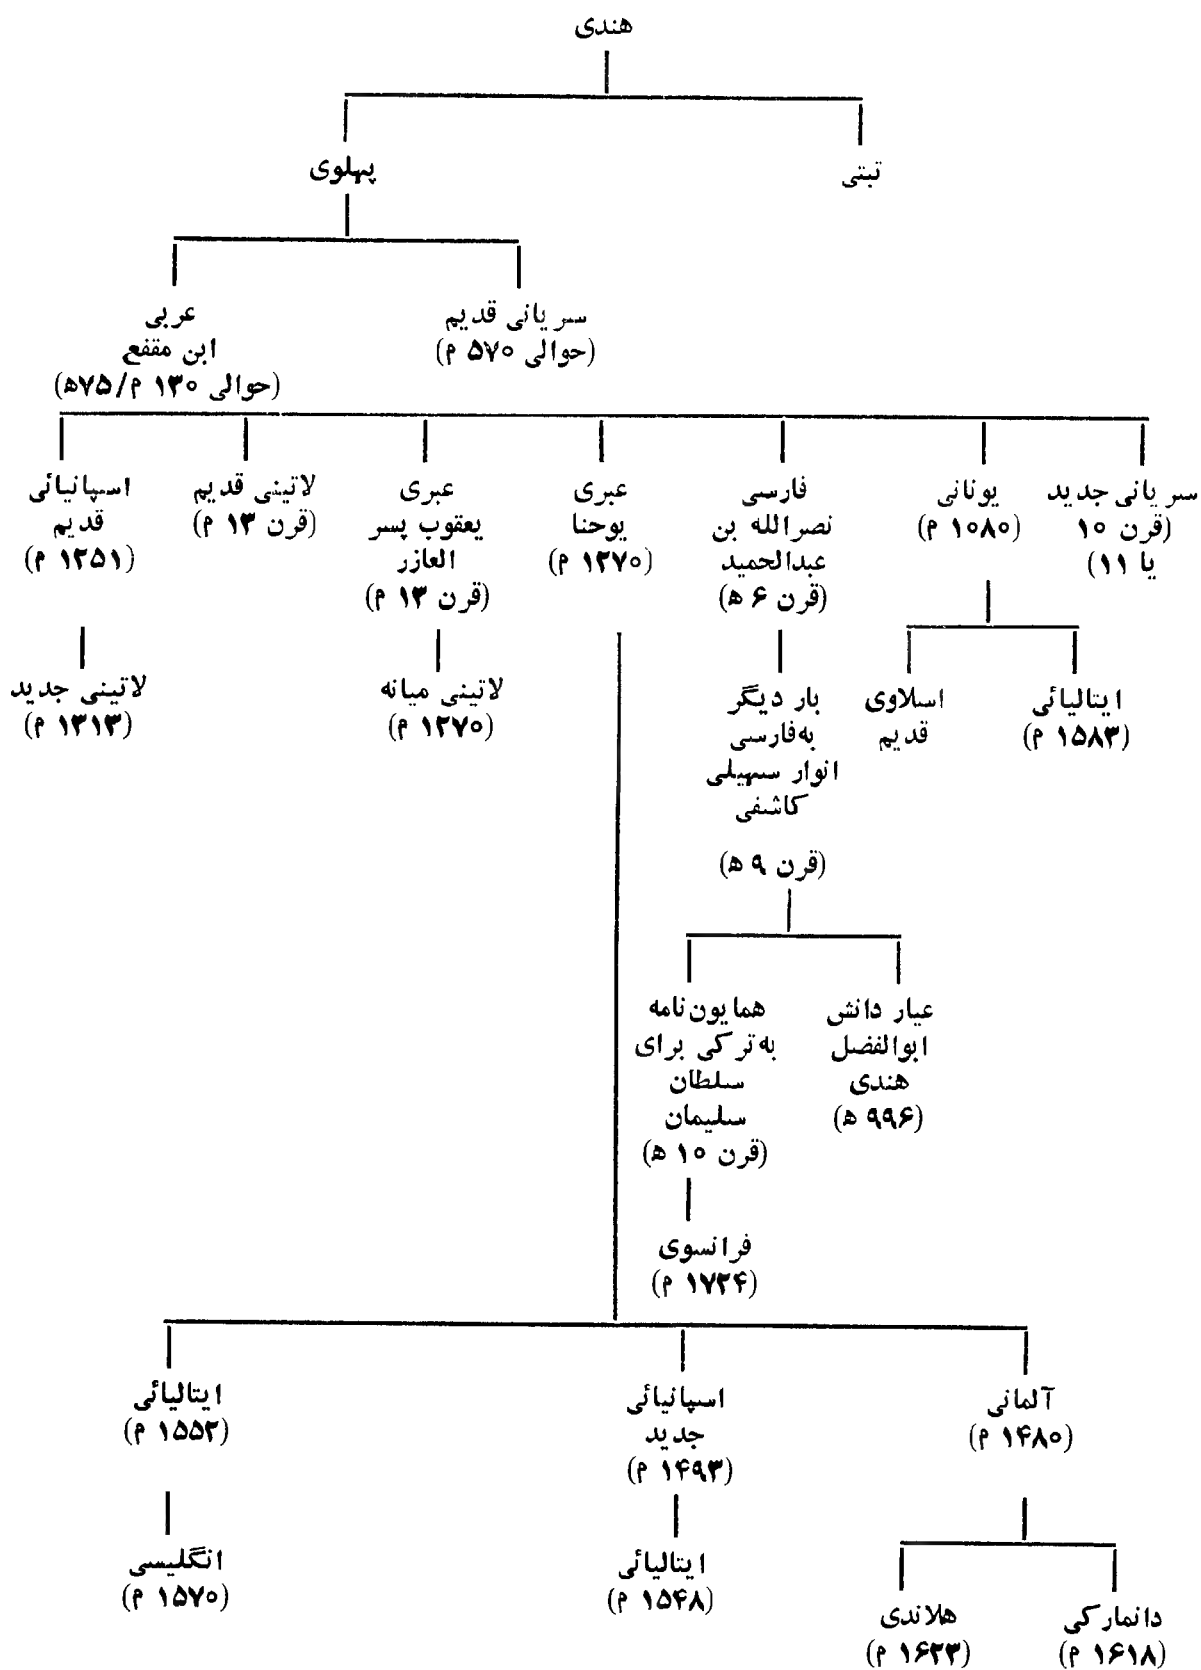 هندی
تبتی
پهلوی
سریانی قدیم
(حوالی ۵۷۰ م)
عربی
ابن مقفع
(حوالی ۱۳۰ م/۷۵ه)
سریانی جدید
(قرن ۱۰
یا ۱۱)
یونانی
(۱۰۸۰ م)
فارسی
نصرالله بن
عبدالحمید
(قرن ۶ ه)
عبری
یوحنا
(۱۲۷۰ م)
عبری
یعقوب پسر
العازر
(قرن ۱۳ م)
لاتینی قدیم
(قرن ۱۳ م)
اسپانیائی
قدیم
(۱۲۵۱ م)
ایتالیائی
(۱۵۸۳ م)
اسلاوی
قدیم
بار دیگر
به‌فارسی
انوار سهیلی
کاشفی
(قرن ۹ ه)
لاتینی میانه
(۱۲۷۰ م)
لاتینی جدید
(۱۳۱۳ م)
عیار دانش
ابوالفضل
هندی
(۹۹۶ ه)
همایون‌نامه
به‌ترکی برای
سلطان
سلیمان
(قرن ۱۰ ه)
فرانسوی
(۱۷۲۴ م)
آلمانی
(۱۴۸۰ م)
اسپانیائی
جدید
(۱۴۹۳ م)
ایتالیائی
(۱۵۵۲ م)
دانمارکی
(۱۶۱۸ م)
هلاندی
(۱۶۲۳ م)
ایتالیائی
(۱۵۴۸ م)
انگلیسی
(۱۵۷۰ م)